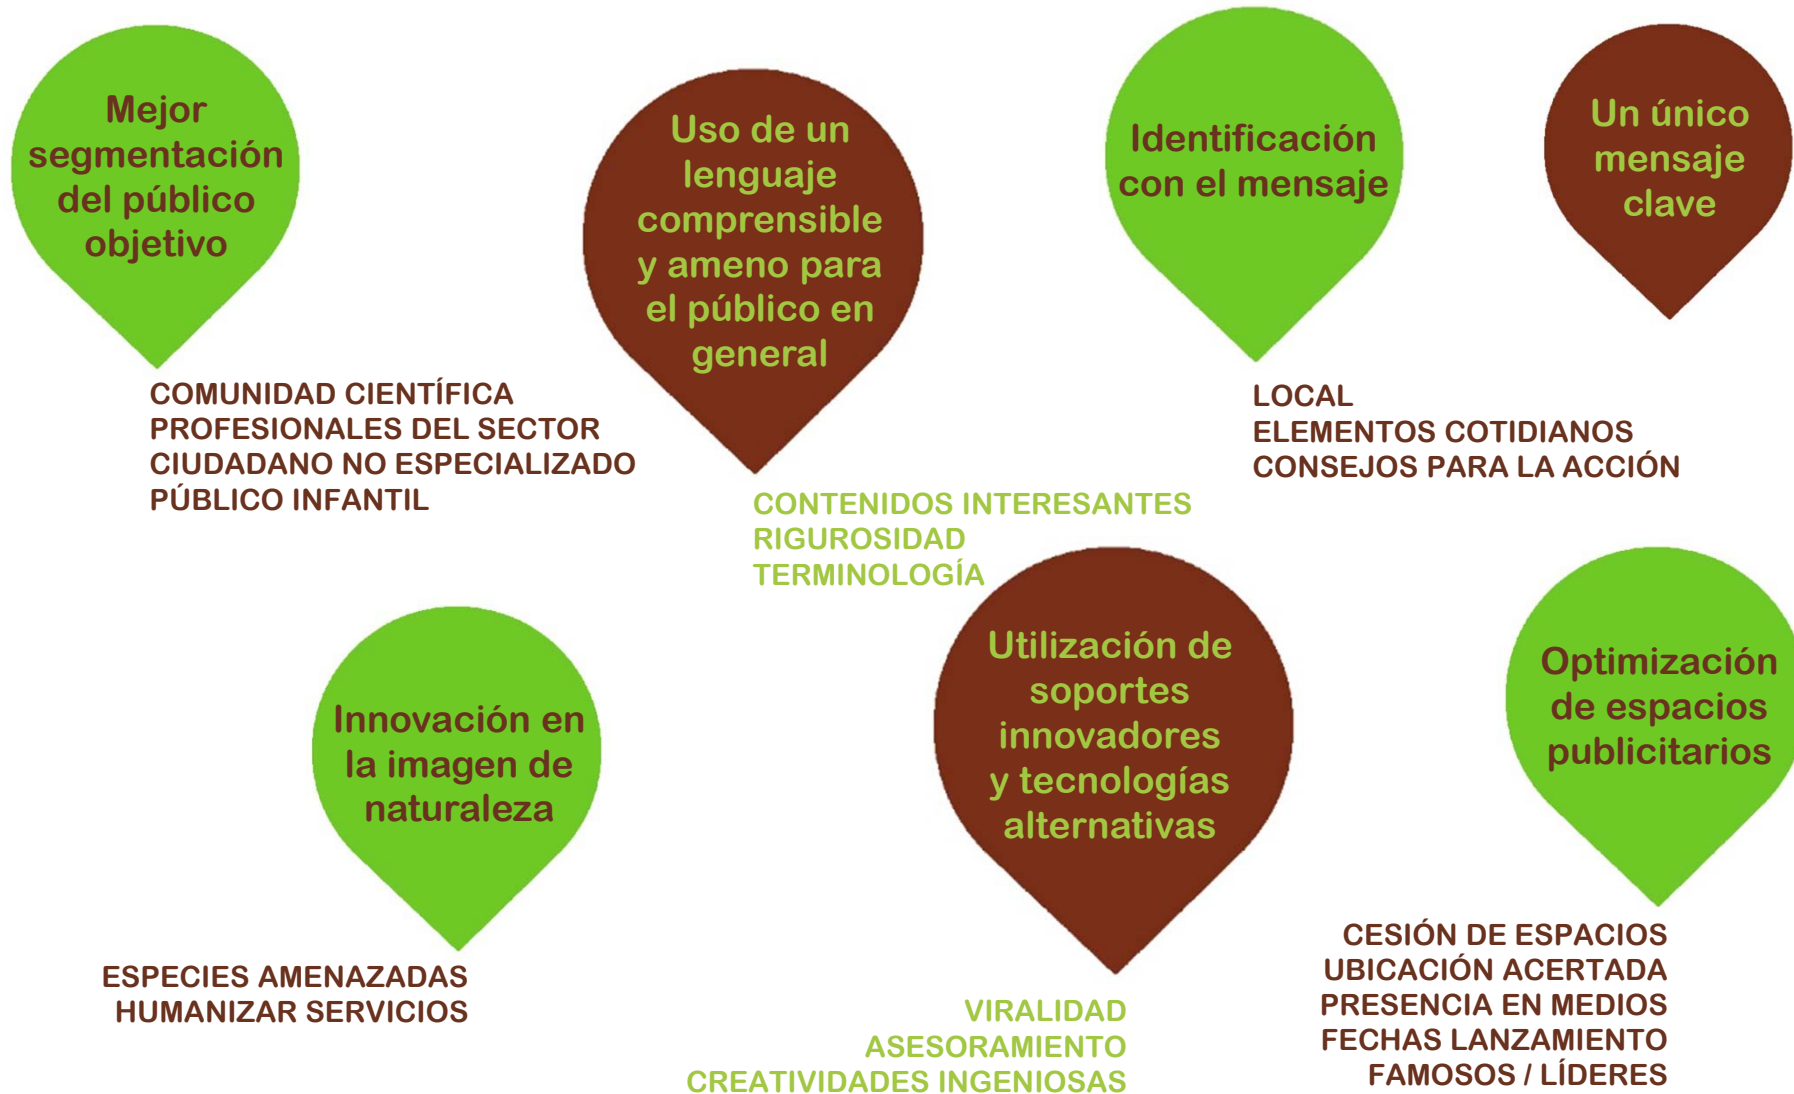 Mejor
segmentación
del público
objetivo
COMUNIDAD CIENTÍFICA
PROFESIONALES DEL SECTOR
CIUDADANO NO ESPECIALIZADO
PÚBLICO INFANTIL
Uso de un
lenguaje
comprensible
y ameno para
el público en
general
CONTENIDOS INTERESANTES
RIGUROSIDAD
TERMINOLOGÍA
Identificación
con el mensaje
LOCAL
ELEMENTOS COTIDIANOS
CONSEJOS PARA LA ACCIÓN
Un único
mensaje
clave
Innovación en
la imagen de
naturaleza
ESPECIES AMENAZADAS
HUMANIZAR SERVICIOS
Utilización de
soportes
innovadores
y tecnologías
alternativas
VIRALIDAD
ASESORAMIENTO
CREATIVIDADES INGENIOSAS
Optimización
de espacios
publicitarios
CESIÓN DE ESPACIOS
UBICACIÓN ACERTADA
PRESENCIA EN MEDIOS
FECHAS LANZAMIENTO
FAMOSOS / LÍDERES